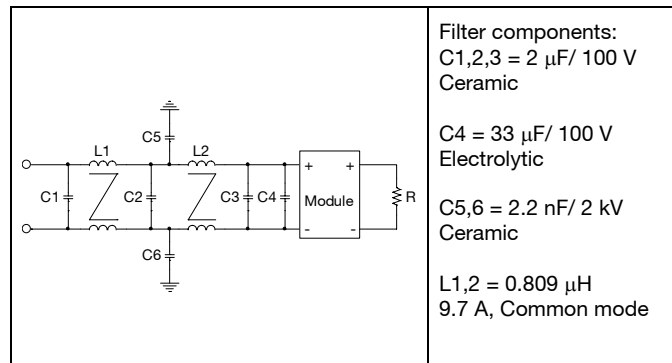 C5
L1
L2
C1
C2
C3
C4
+
+
Module
-
-
R
C6
Filter components:
C1,2,3 = 2 μF/ 100 V
Ceramic
C4 = 33 μF/ 100 V
Electrolytic
C5,6 = 2.2 nF/ 2 kV
Ceramic
L1,2 = 0.809 μH
9.7 A, Common mode